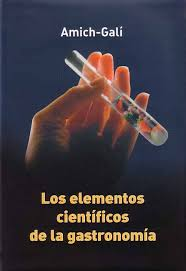 Amich-Galí
Los elementos
científicos
de la gastronomía